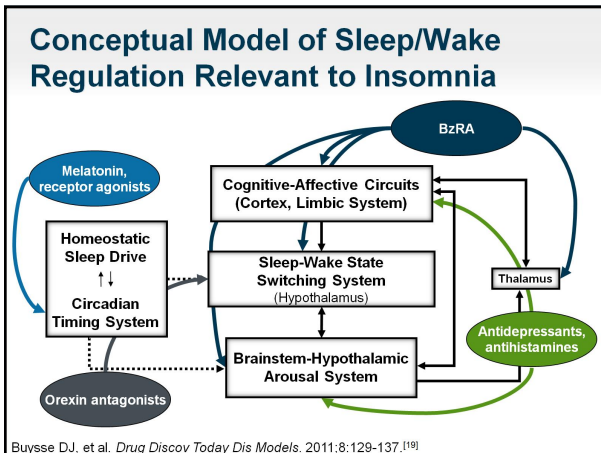 Conceptual Model of Sleep/Wake
Regulation Relevant to Insomnia
BzRA
Melatonin,
receptor agonists
Cognitive-Affective Circuits
(Cortex, Limbic System)
Homeostatic
Sleep Drive
↑↓
Circadian
Timing System
Sleep-Wake State
Switching System
(Hypothalamus)
Thalamus
Antidepressants,
antihistamines
Brainstem-Hypothalamic
Arousal System
Orexin antagonists
Buysse DJ, et al. Drug Discov Today Dis Models. 2011;8:129-137.[19]